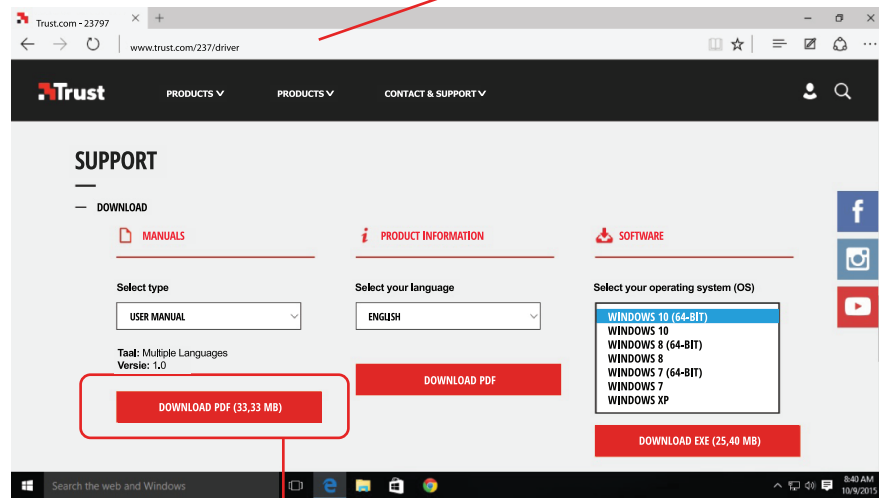 Trust.com - 23797
www.trust.com/237/driver
Trust
PRODUCTS
PRODUCTS
CONTACT & SUPPORT
SUPPORT
DOWNLOAD
MANUALS
Select type
USER MANUAL
Taal: Multiple Languages
Versie: 1.0
DOWNLOAD PDF (33,33 MB)
i PRODUCT INFORMATION
Select your language
ENGLISH
DOWNLOAD PDF
SOFTWARE
Select your operating system (OS)
WINDOWS 10 (64-BIT)
WINDOWS 10
WINDOWS 8 (64-BIT)
WINDOWS 8
WINDOWS 7 (64-BIT)
WINDOWS 7
WINDOWS XP
DOWNLOAD EXE (25,40 MB)
f
Search the web and Windows
8:40 AM
10/9/2015